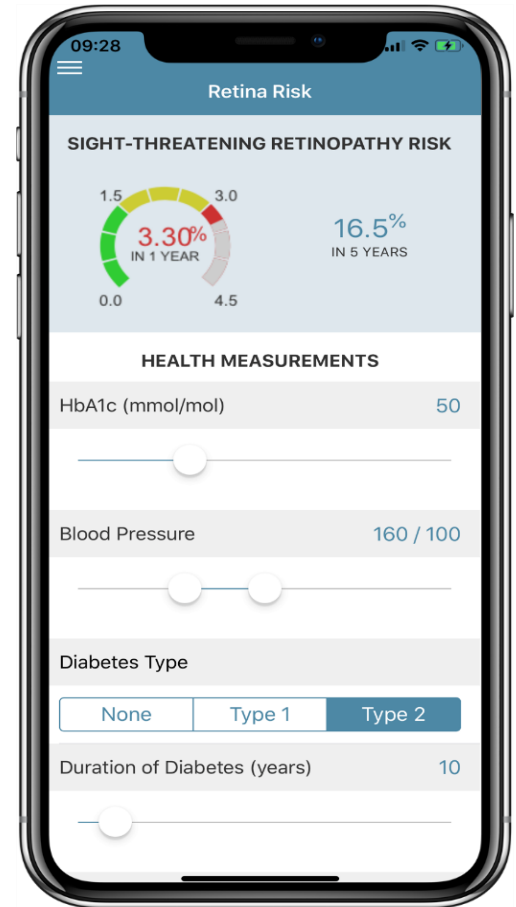 09:28
Retina Risk
SIGHT-THREATENING RETINOPATHY RISK
1.5 3.0
3.30%
IN 1 YEAR
0.0 4.5
16.5%
IN 5 YEARS
HEALTH MEASUREMENTS
HbA1c (mmol/mol) 50
Blood Pressure 160 / 100
Diabetes Type
None Type 1 Type 2
Duration of Diabetes (years) 10